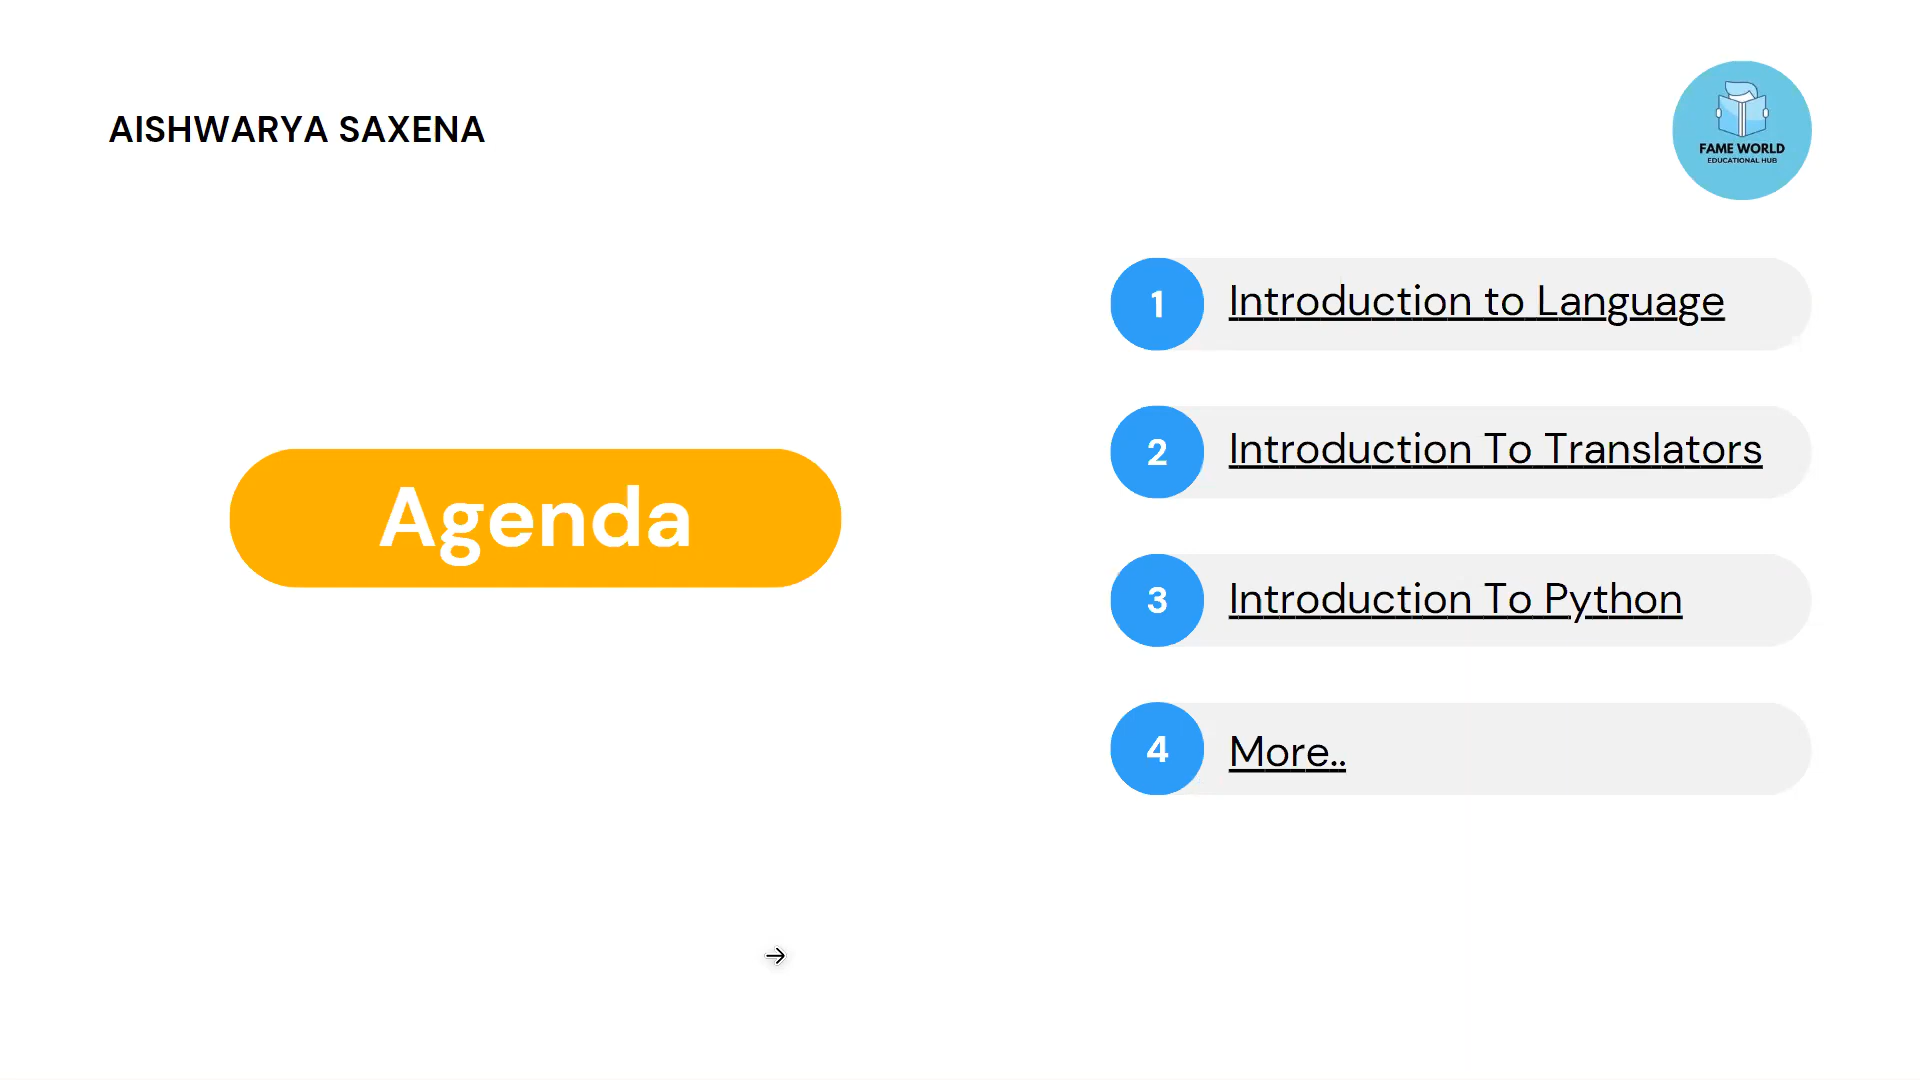 AISHWARYA SAXENA
FAME WORLD
EDUCATIONAL HUB
Agenda
1 Introduction to Language
2 Introduction To Translators
3 Introduction To Python
4 More..